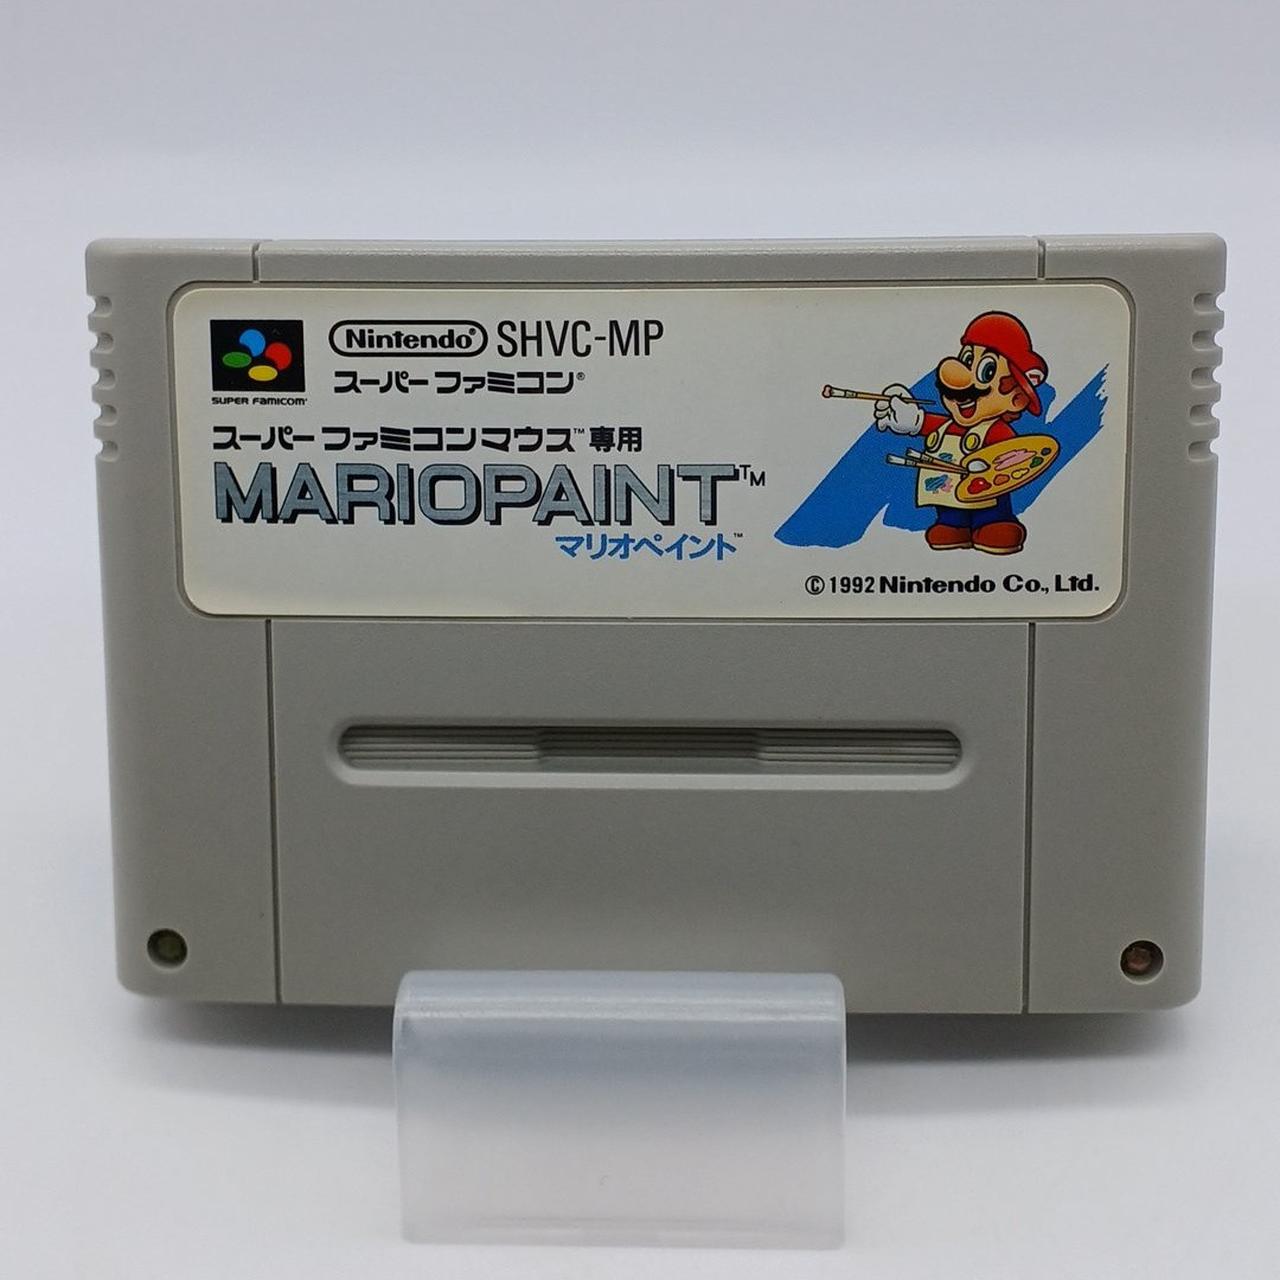 Nintendo® SHVC-MP
スーパーファミコン®
SUPER FAMICOM
スーパーファミコンマウス™専用
MARIOPAINT™
マリオペイント™
©1992 Nintendo Co., Ltd.